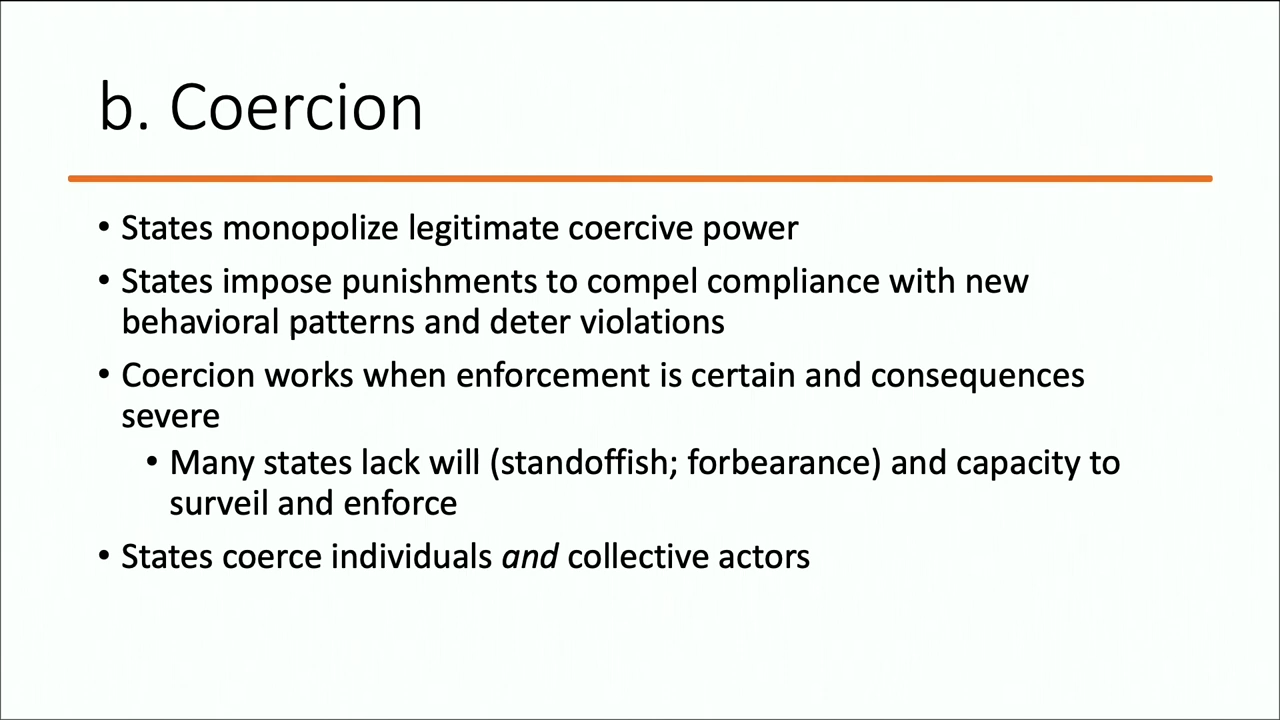 b. Coercion
• States monopolize legitimate coercive power
• States impose punishments to compel compliance with new
behavioral patterns and deter violations
• Coercion works when enforcement is certain and consequences
severe
• Many states lack will (standoffish; forbearance) and capacity to
surveil and enforce
• States coerce individuals and collective actors